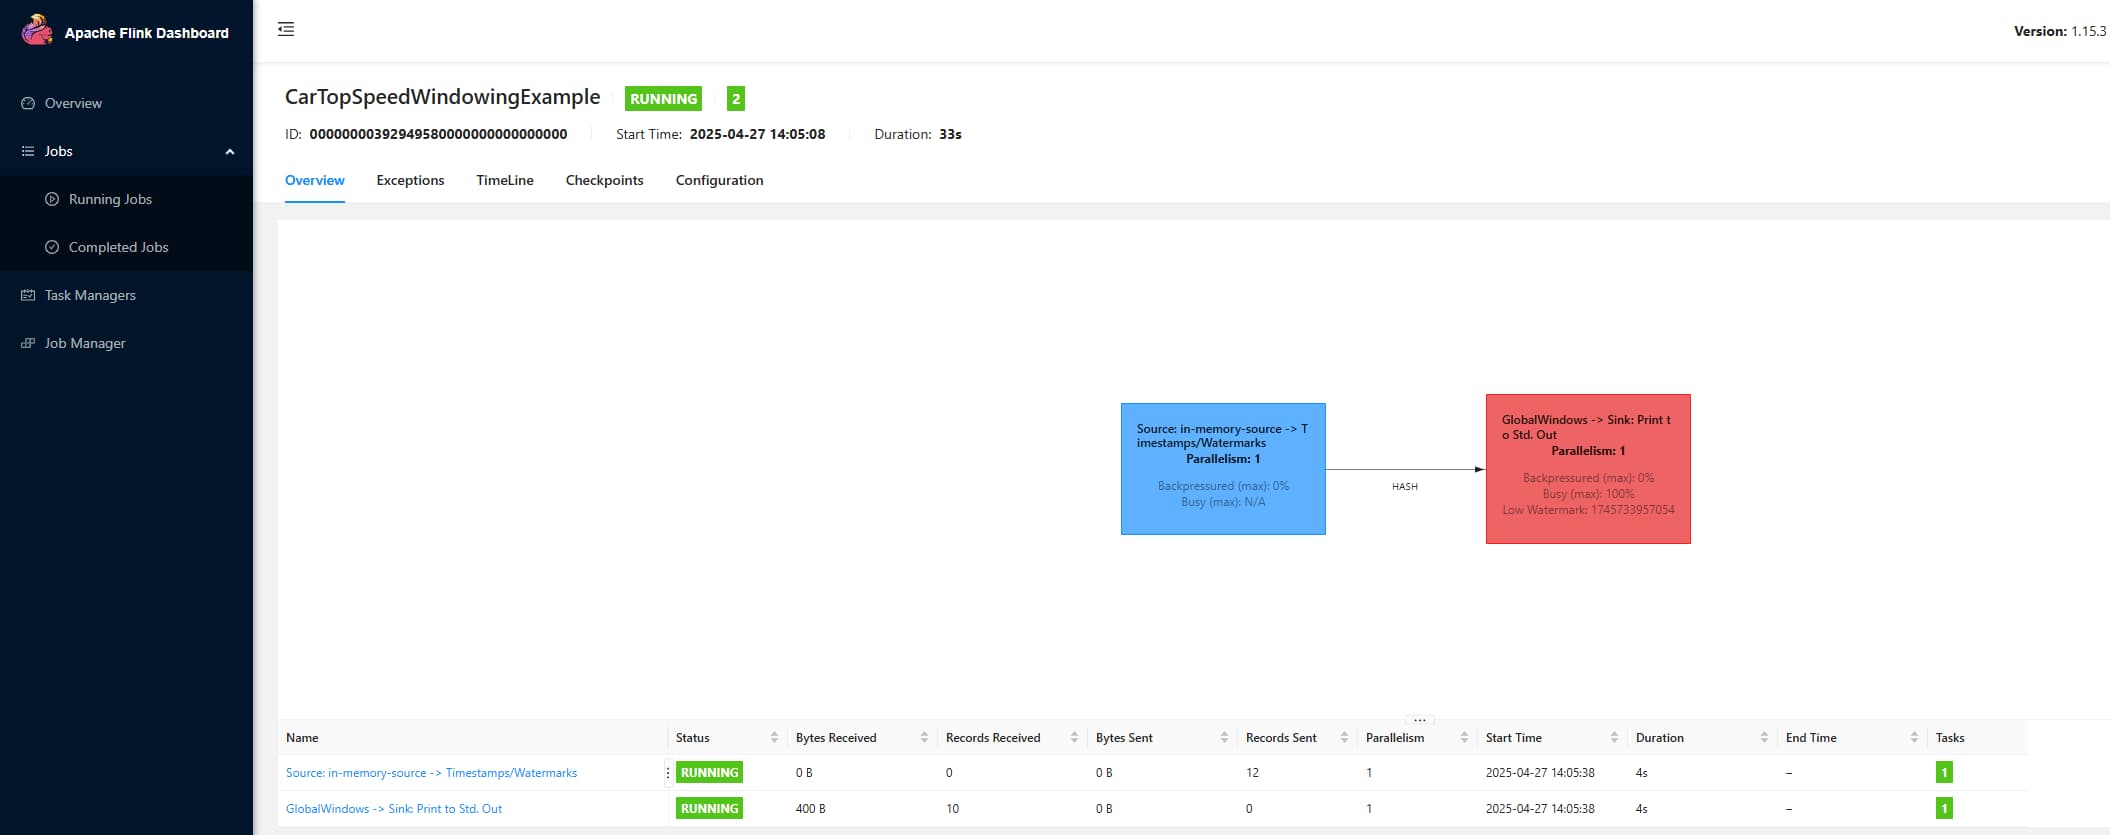 Apache Flink Dashboard
Version: 1.15.3
Overview
Jobs
Running Jobs
Completed Jobs
Task Managers
Job Manager
CarTopSpeedWindowingExample RUNNING 2
ID: 00000000392949580000000000000000 Start Time: 2025-04-27 14:05:08 Duration: 33s
Overview Exceptions TimeLine Checkpoints Configuration
Source: in-memory-source -> T
imestamps/Watermarks
Parallelism: 1
Backpressured (max): 0%
Busy (max): N/A
HASH
GlobalWindows -> Sink: Print t
o Std. Out
Parallelism: 1
Backpressured (max): 0%
Busy (max): 100%
Low Watermark: 1745733957054
Name Status Bytes Received Records Received Bytes Sent Records Sent Parallelism Start Time Duration End Time Tasks
Source: in-memory-source -> Timestamps/Watermarks RUNNING 0 B 0 0 B 12 1 2025-04-27 14:05:38 4s – 1
GlobalWindows -> Sink: Print to Std. Out RUNNING 400 B 10 0 B 0 1 2025-04-27 14:05:38 4s – 1